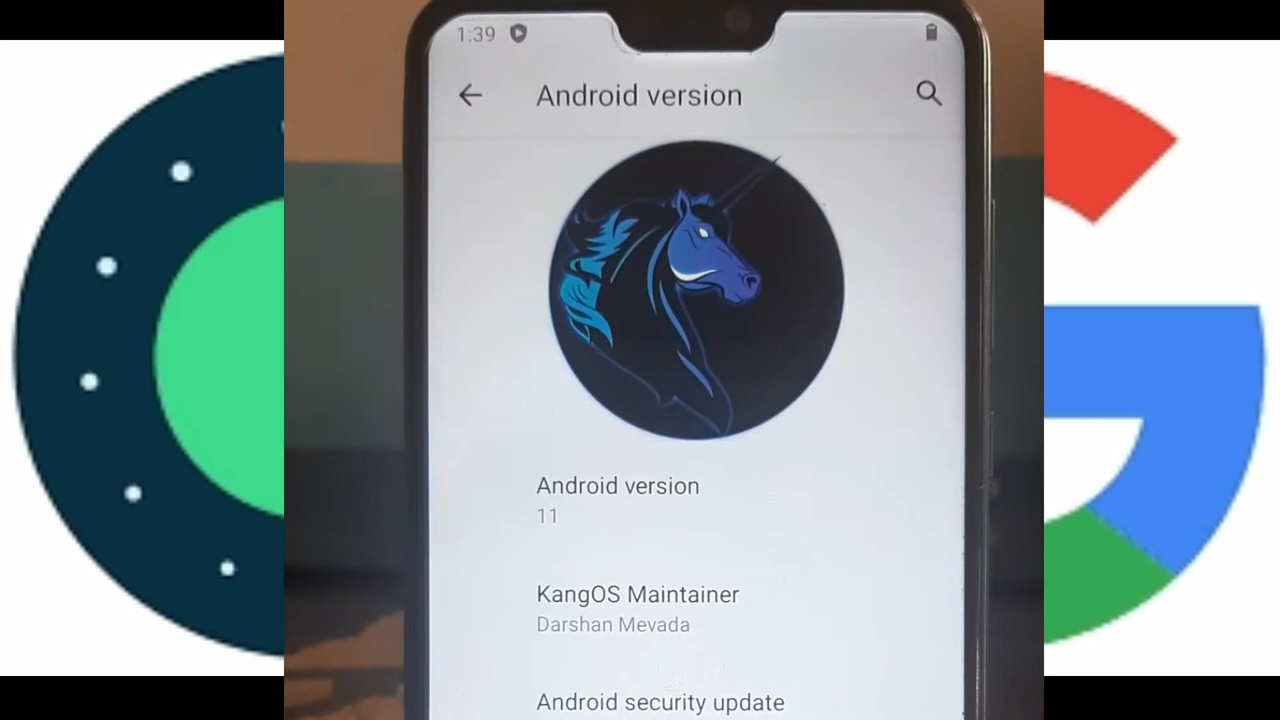 1:39
Android version
Android version
11
KangOS Maintainer
Darshan Mevada
Android security update